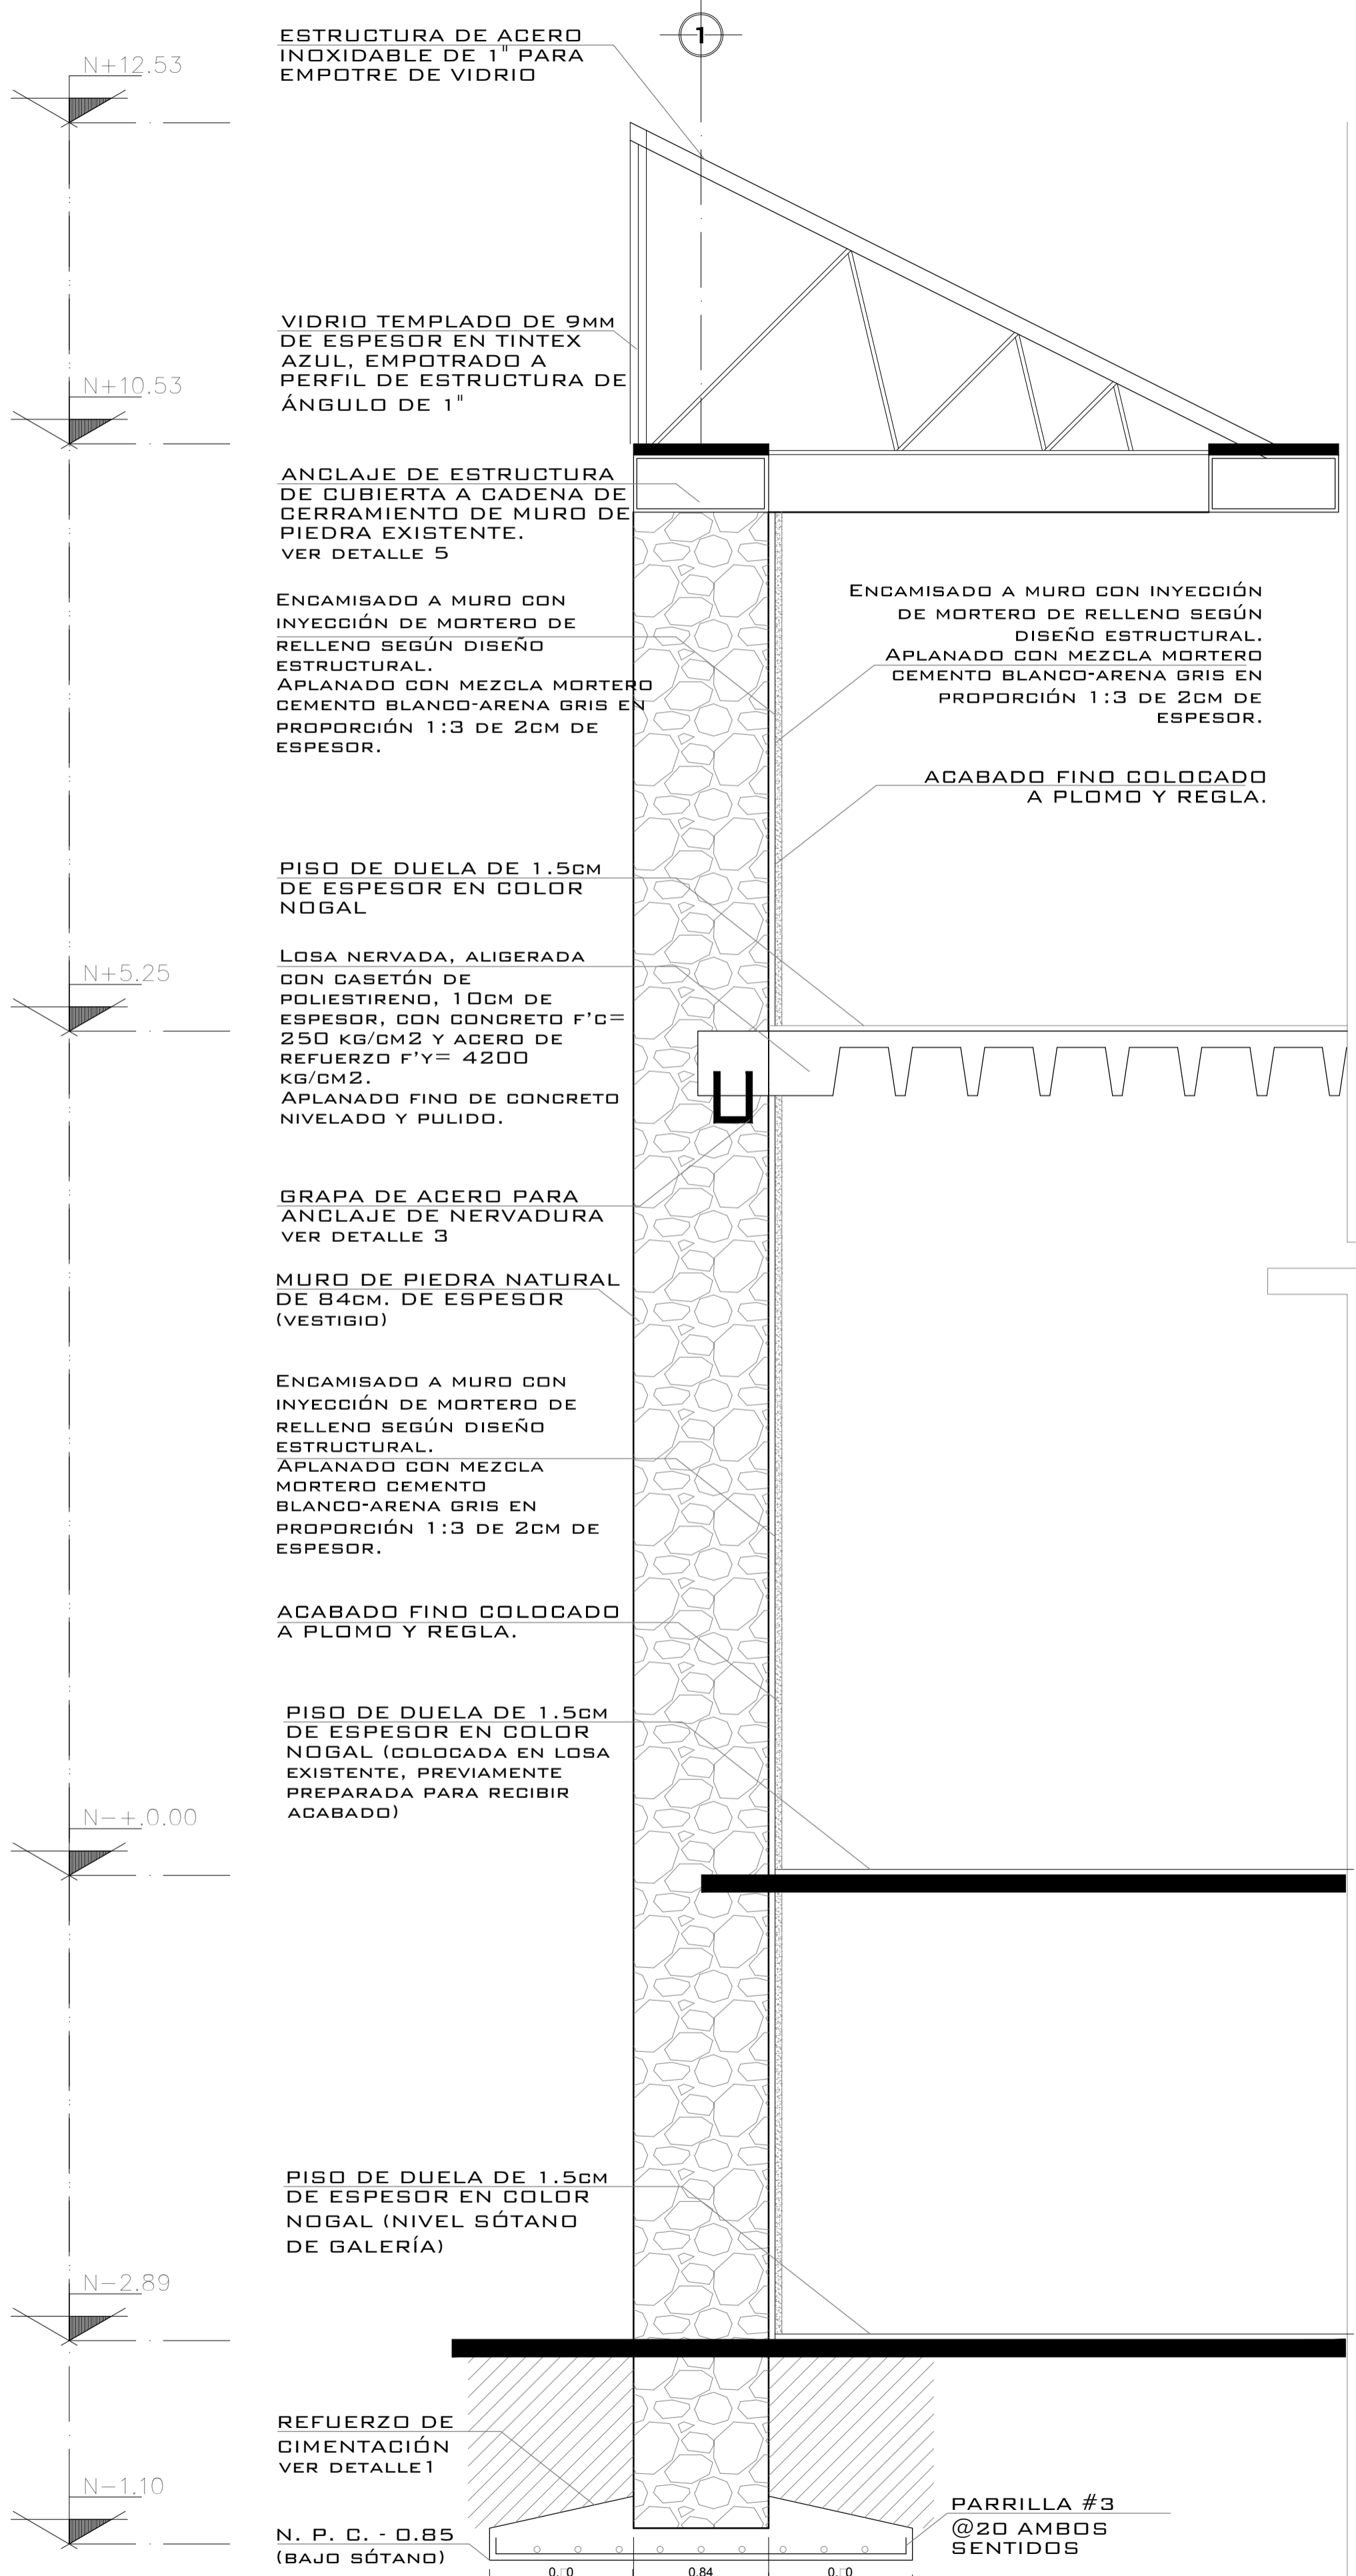 1
N+12.53
ESTRUCTURA DE ACERO
INOXIDABLE DE 1" PARA
EMPOTRE DE VIDRIO
VIDRIO TEMPLADO DE 9MM
DE ESPESOR EN TINTEX
AZUL, EMPOTRADO A
PERFIL DE ESTRUCTURA DE
ÁNGULO DE 1"
N+10.53
ANCLAJE DE ESTRUCTURA
DE CUBIERTA A CADENA DE
CERRAMIENTO DE MURO DE
PIEDRA EXISTENTE.
VER DETALLE 5
ENCAMISADO A MURO CON
INYECCIÓN DE MORTERO DE
RELLENO SEGÚN DISEÑO
ESTRUCTURAL.
APLANADO CON MEZCLA MORTERO
CEMENTO BLANCO-ARENA GRIS EN
PROPORCIÓN 1:3 DE 2CM DE
ESPESOR.
ENCAMISADO A MURO CON INYECCIÓN
DE MORTERO DE RELLENO SEGÚN
DISEÑO ESTRUCTURAL.
APLANADO CON MEZCLA MORTERO
CEMENTO BLANCO-ARENA GRIS EN
PROPORCIÓN 1:3 DE 2CM DE
ESPESOR.
ACABADO FINO COLOCADO
A PLOMO Y REGLA.
PISO DE DUELA DE 1.5CM
DE ESPESOR EN COLOR
NOGAL
N+5.25
LOSA NERVADA, ALIGERADA
CON CASETÓN DE
POLIESTIRENO, 10CM DE
ESPESOR, CON CONCRETO F'C=
250 KG/CM2 Y ACERO DE
REFUERZO F'Y= 4200
KG/CM2.
APLANADO FINO DE CONCRETO
NIVELADO Y PULIDO.
GRAPA DE ACERO PARA
ANCLAJE DE NERVADURA
VER DETALLE 3
MURO DE PIEDRA NATURAL
DE 84CM. DE ESPESOR
(VESTIGIO)
ENCAMISADO A MURO CON
INYECCIÓN DE MORTERO DE
RELLENO SEGÚN DISEÑO
ESTRUCTURAL.
APLANADO CON MEZCLA
MORTERO CEMENTO
BLANCO-ARENA GRIS EN
PROPORCIÓN 1:3 DE 2CM DE
ESPESOR.
ACABADO FINO COLOCADO
A PLOMO Y REGLA.
PISO DE DUELA DE 1.5CM
DE ESPESOR EN COLOR
NOGAL (COLOCADA EN LOSA
EXISTENTE, PREVIAMENTE
PREPARADA PARA RECIBIR
ACABADO)
N-+.0.00
PISO DE DUELA DE 1.5CM
DE ESPESOR EN COLOR
NOGAL (NIVEL SÓTANO
DE GALERÍA)
N-2.89
REFUERZO DE
CIMENTACIÓN
VER DETALLE1
N-1.10
N. P. C. - 0.85
(BAJO SÓTANO)
PARRILLA #3
@20 AMBOS
SENTIDOS
0.84